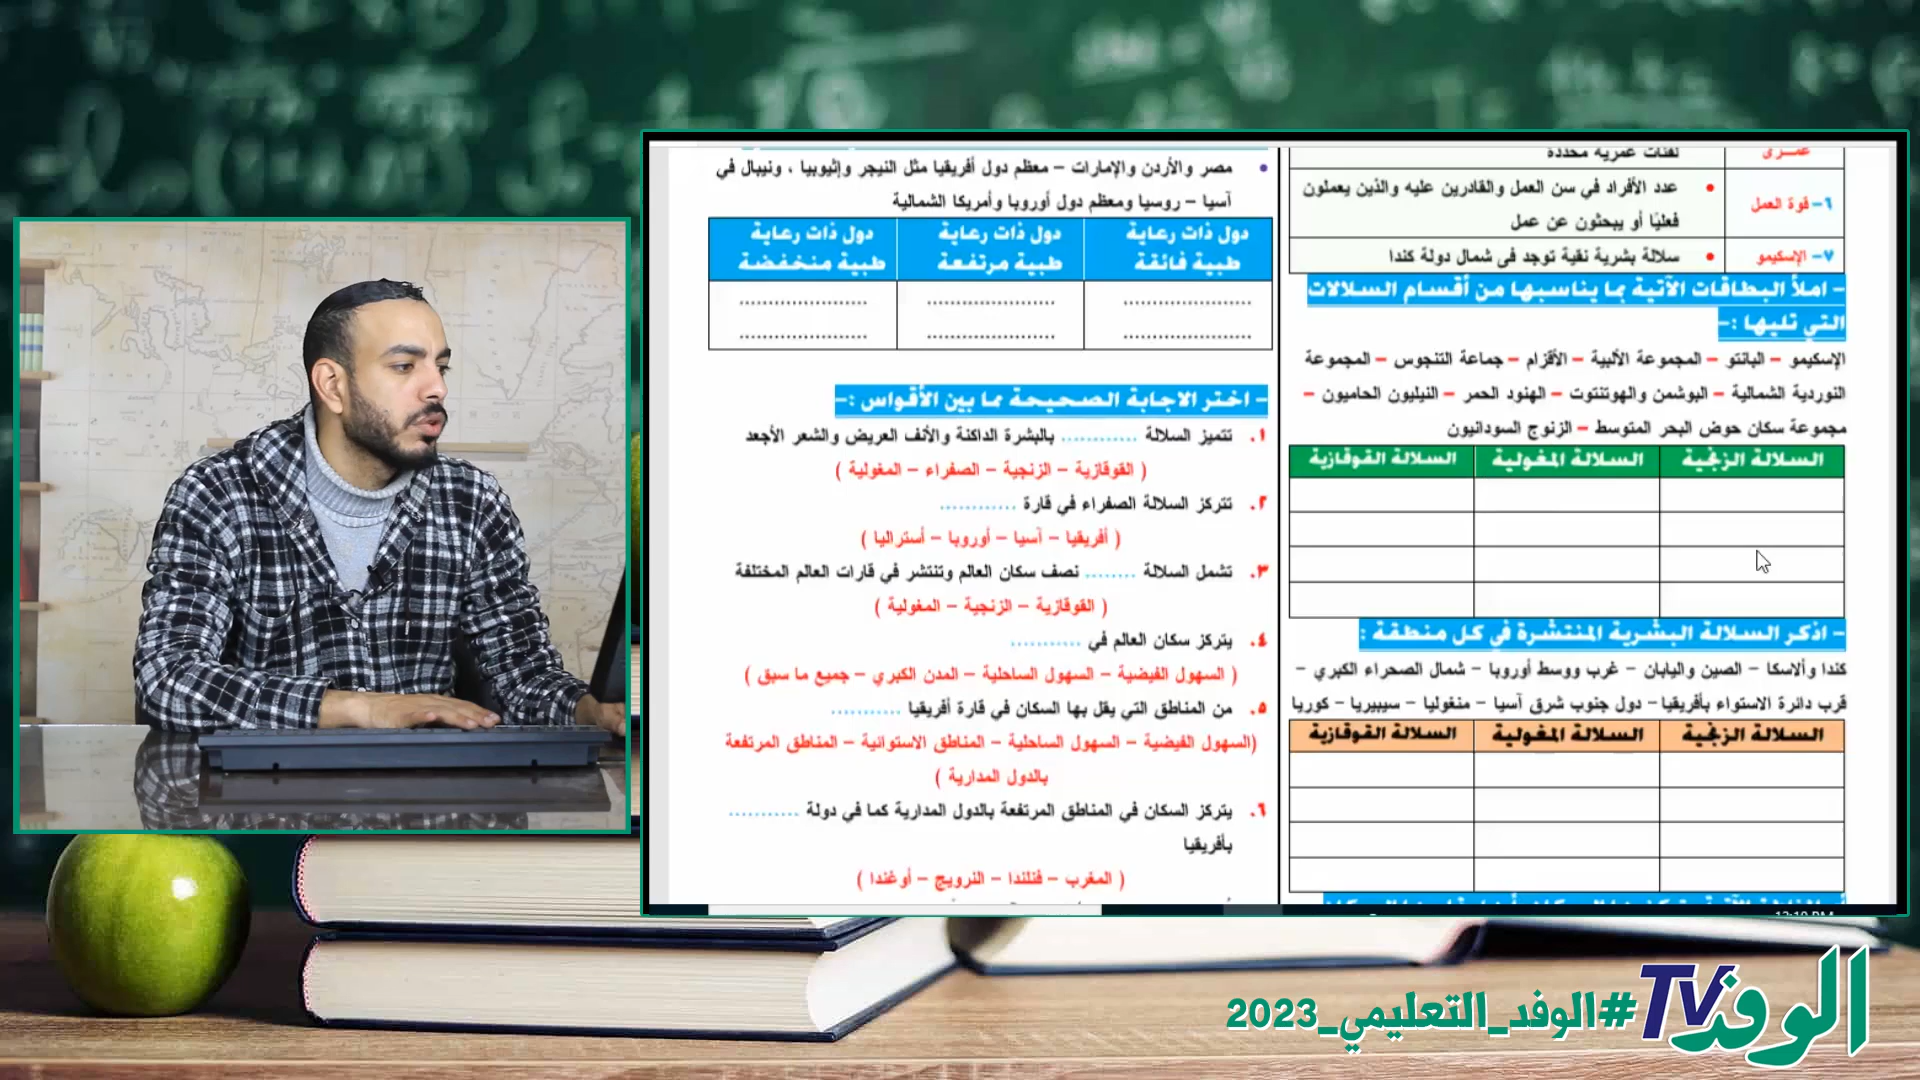 عمـرى
لفئات عمرية محددة
٦- قوة العمل
عدد الأفراد في سن العمل والقادرين عليه والذين يعملون
فعليًا أو يبحثون عن عمل
٧- الإسكيمو
سلالة بشرية نقية توجد في شمال دولة كندا
- املأ البطاقات الآتية بما يناسبها من أقسام السلالات
التي تليها :-
الإسكيمو – البانتو – المجموعة الألبية – الأقزام – جماعة التنجوس – المجموعة
النوردية الشمالية – البوشمن والهوتنتوت – الهنود الحمر – النيليون الحاميون –
مجموعة سكان حوض البحر المتوسط – الزنوج السودانيون
السلالة الزنجية
السلالة المغولية
السلالة القوقازية
- اذكر السلالة البشرية المنتشرة في كل منطقة :
كندا وألاسكا – الصين واليابان – غرب ووسط أوروبا – شمال الصحراء الكبري –
قرب دائرة الاستواء بأفريقيا- دول جنوب شرق آسيا – منغوليا – سيبيريا – كوريا
السلالة الزنجية
السلالة المغولية
السلالة القوقازية
مصر والأردن والإمارات – معظم دول أفريقيا مثل النيجر وإثيوبيا ، ونيبال في
آسيا – روسيا ومعظم دول أوروبا وأمريكا الشمالية
دول ذات رعاية
طبية فائقة
دول ذات رعاية
طبية مرتفعة
دول ذات رعاية
طبية منخفضة
......................
......................
......................
......................
......................
......................
- اختر الاجابة الصحيحة مما بين الأقواس :-
١. تتميز السلالة ............ بالبشرة الداكنة والأنف العريض والشعر الأجعد
( القوقازية – الزنجية – الصفراء – المغولية )
٢. تتركز السلالة الصفراء في قارة ............
( أفريقيا – آسيا – أوروبا – أستراليا )
٣. تشمل السلالة ........ نصف سكان العالم وتنتشر في قارات العالم المختلفة
( القوقازية – الزنجية – المغولية )
٤. يتركز سكان العالم في ...........
( السهول الفيضية – السهول الساحلية – المدن الكبري – جميع ما سبق )
٥. من المناطق التي يقل بها السكان في قارة أفريقيا ...........
(السهول الفيضية – السهول الساحلية – المناطق الاستوائية – المناطق المرتفعة
بالدول المدارية )
٦. يتركز السكان في المناطق المرتفعة بالدول المدارية كما في دولة ...........
بأفريقيا
( المغرب – فنلندا – النرويج – أوغندا )
الوفد TV
#الوفد_التعليمي_2023